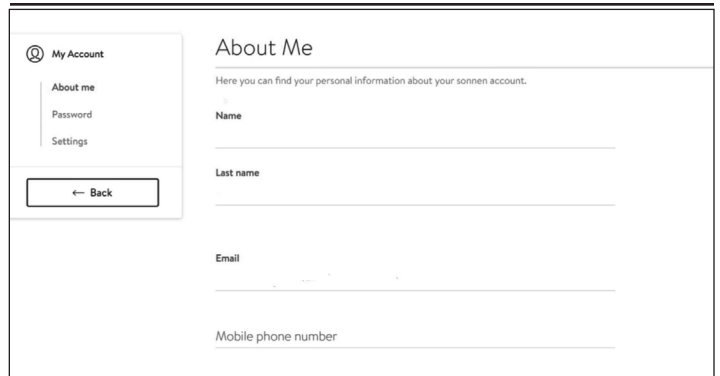 My Account
About me
Password
Settings
← Back
About Me
Here you can find your personal information about your sonnen account.
Name
Last name
Email
Mobile phone number